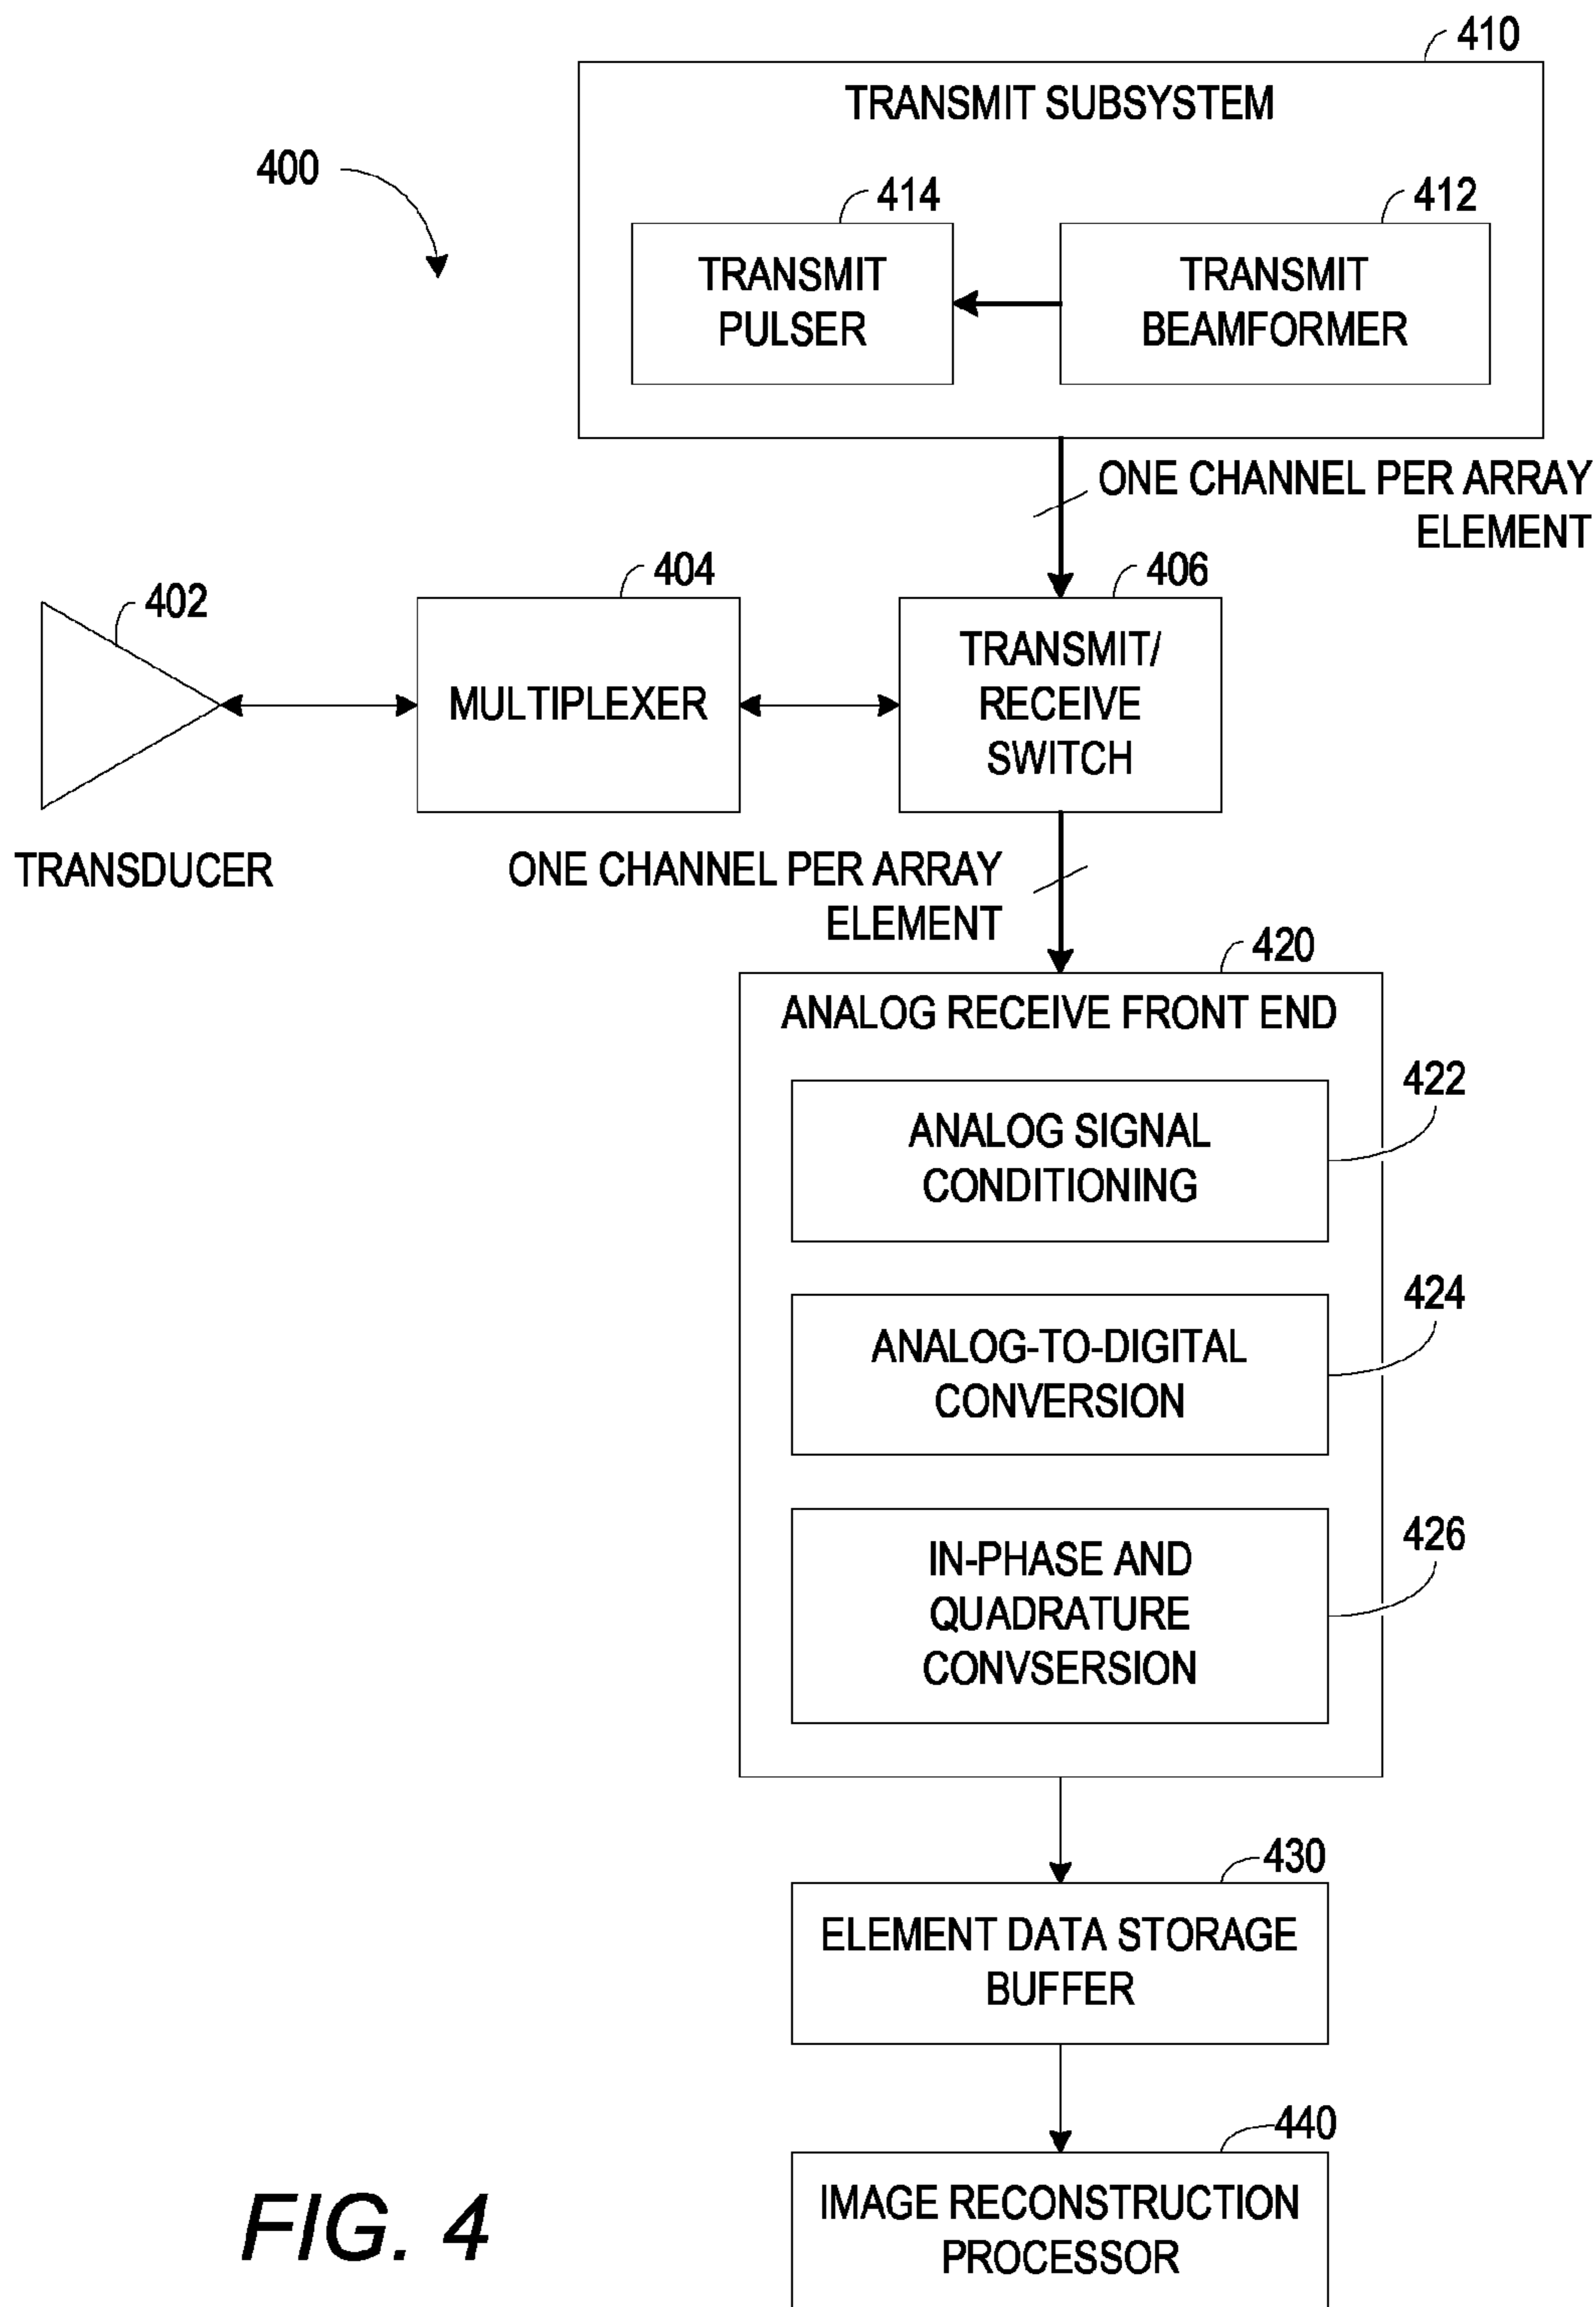 410
TRANSMIT SUBSYSTEM
400
414
412
TRANSMIT
PULSER
TRANSMIT
BEAMFORMER
ONE CHANNEL PER ARRAY
ELEMENT
402
404
406
MULTIPLEXER
TRANSMIT/
RECEIVE
SWITCH
TRANSDUCER
ONE CHANNEL PER ARRAY
ELEMENT
420
ANALOG RECEIVE FRONT END
422
ANALOG SIGNAL
CONDITIONING
424
ANALOG-TO-DIGITAL
CONVERSION
426
IN-PHASE AND
QUADRATURE
CONVSERSION
430
ELEMENT DATA STORAGE
BUFFER
440
IMAGE RECONSTRUCTION
PROCESSOR
FIG. 4